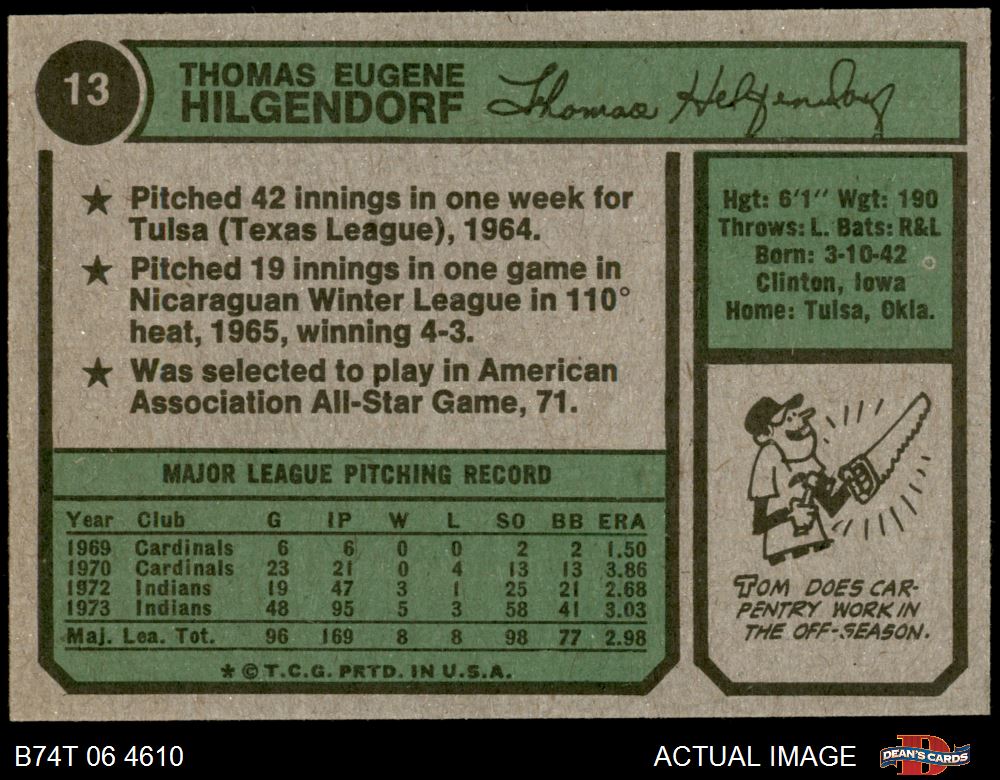 13
THOMAS EUGENE
HILGENDORF
Thomas Hilgendorf
★ Pitched 42 innings in one week for
Tulsa (Texas League), 1964.
★ Pitched 19 innings in one game in
Nicaraguan Winter League in 110°
heat, 1965, winning 4-3.
★ Was selected to play in American
Association All-Star Game, 71.
Hgt: 6'1" Wgt: 190
Throws: L. Bats: R&L
Born: 3-10-42
Clinton, Iowa
Home: Tulsa, Okla.
MAJOR LEAGUE PITCHING RECORD
Year Club G IP W L SO BB ERA
1969 Cardinals 6 6 0 0 2 2 1.50
1970 Cardinals 23 21 0 4 13 13 3.86
1972 Indians 19 47 3 1 25 21 2.68
1973 Indians 48 95 5 3 58 41 3.03
Maj. Lea. Tot. 96 169 8 8 98 77 2.98
★ © T.C.G. PRTD. IN U.S.A.
TOM DOES CAR-
PENTRY WORK IN
THE OFF-SEASON.
B74T 06 4610
ACTUAL IMAGE
DEAN'S CARDS